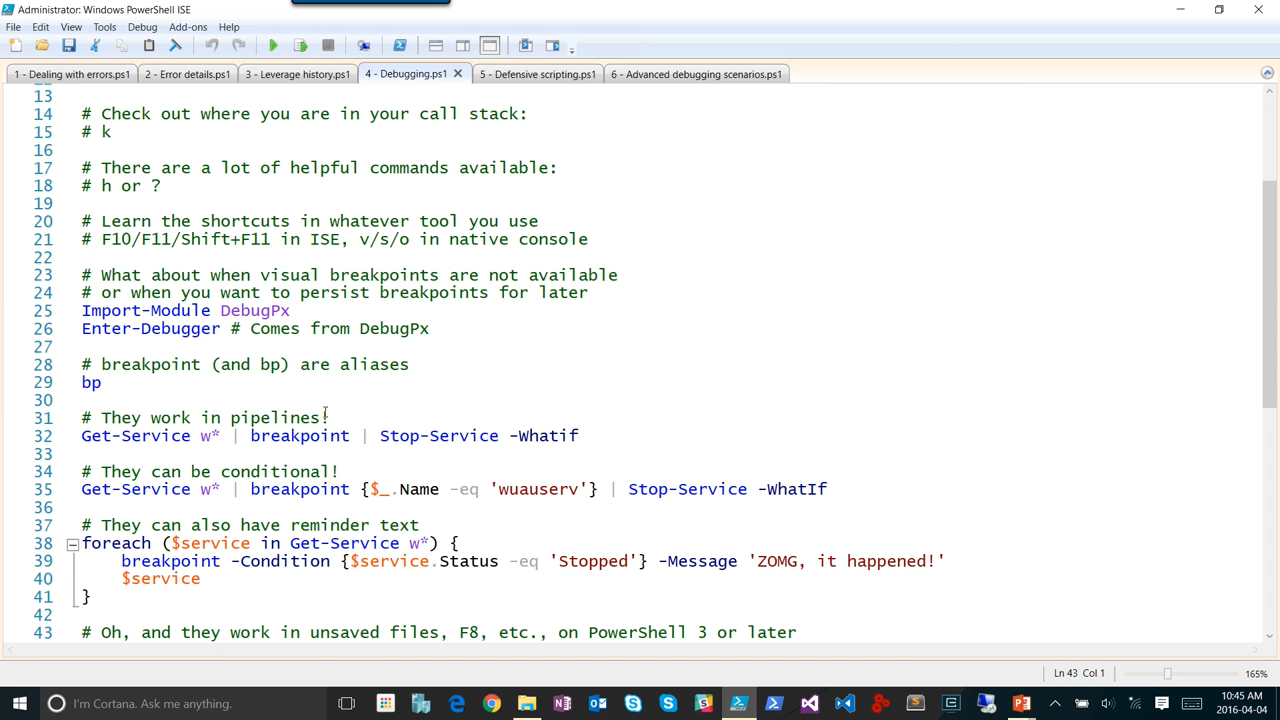 Administrator: Windows PowerShell ISE
File Edit View Tools Debug Add-ons Help
1 - Dealing with errors.ps1 2 - Error details.ps1 3 - Leverage history.ps1 4 - Debugging.ps1 5 - Defensive scripting.ps1 6 - Advanced debugging scenarios.ps1
13
14 # Check out where you are in your call stack:
15 # k
16
17 # There are a lot of helpful commands available:
18 # h or ?
19
20 # Learn the shortcuts in whatever tool you use
21 # F10/F11/Shift+F11 in ISE, v/s/o in native console
22
23 # What about when visual breakpoints are not available
24 # or when you want to persist breakpoints for later
25 Import-Module DebugPx
26 Enter-Debugger # Comes from DebugPx
27
28 # breakpoint (and bp) are aliases
29 bp
30
31 # They work in pipelines!
32 Get-Service w* | breakpoint | Stop-Service -Whatif
33
34 # They can be conditional!
35 Get-Service w* | breakpoint {$_.Name -eq 'wuauserv'} | Stop-Service -WhatIf
36
37 # They can also have reminder text
38 foreach ($service in Get-Service w*) {
39 breakpoint -Condition {$service.Status -eq 'Stopped'} -Message 'ZOMG, it happened!'
40 $service
41 }
42
43 # Oh, and they work in unsaved files, F8, etc., on PowerShell 3 or later
Ln 43 Col 1 165%
I'm Cortana. Ask me anything.
10:45 AM
2016-04-04